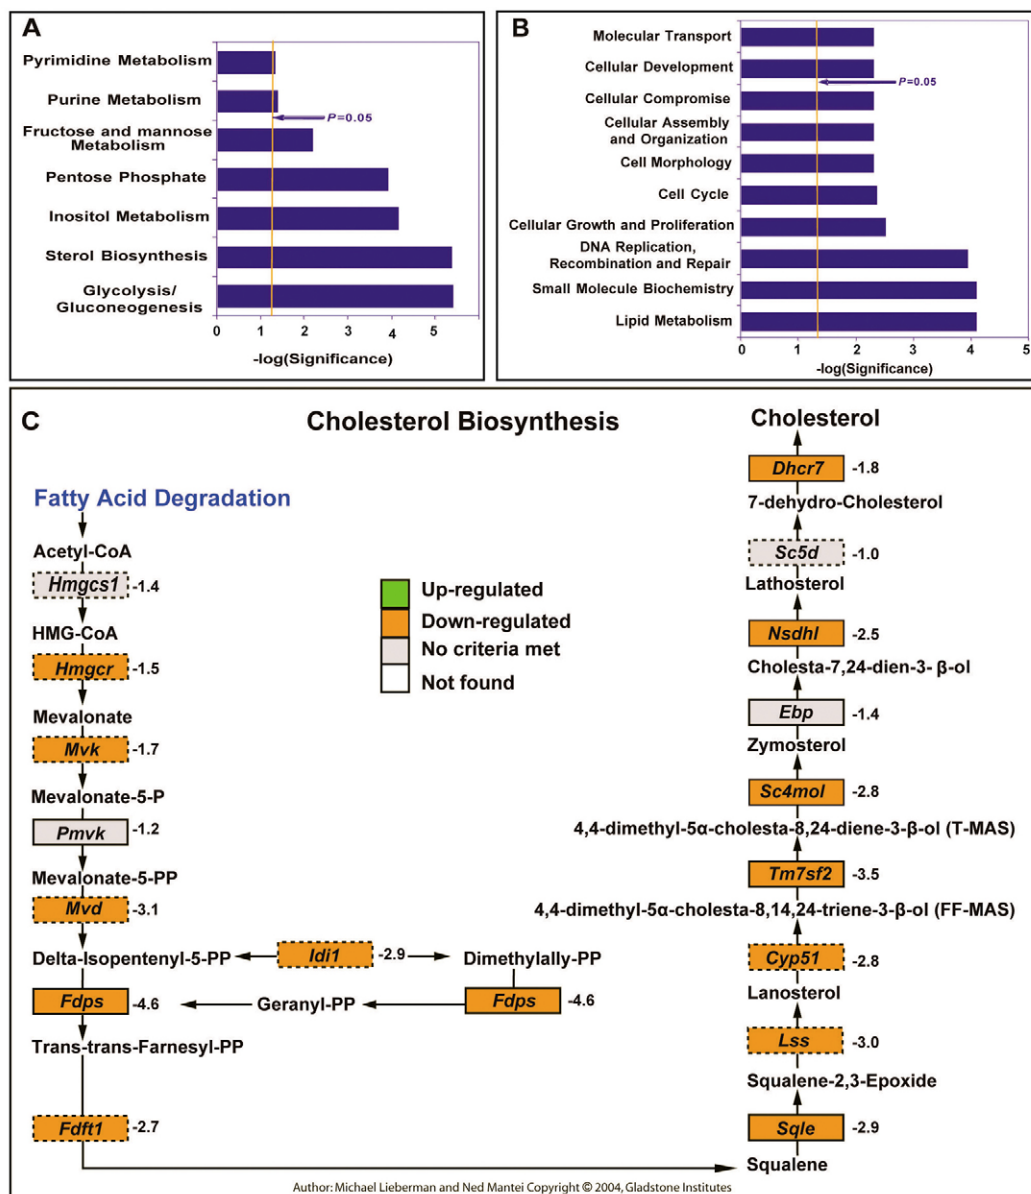 A
Pyrimidine Metabolism
Purine Metabolism
P=0.05
Fructose and mannose
Metabolism
Pentose Phosphate
Inositol Metabolism
Sterol Biosynthesis
Glycolysis/
Gluconeogenesis
0 1 2 3 4 5
-log(Significance)
B
Molecular Transport
Cellular Development
P=0.05
Cellular Compromise
Cellular Assembly
and Organization
Cell Morphology
Cell Cycle
Cellular Growth and Proliferation
DNA Replication,
Recombination and Repair
Small Molecule Biochemistry
Lipid Metabolism
0 1 2 3 4 5
-log(Significance)
C
Cholesterol Biosynthesis
Fatty Acid Degradation
Acetyl-CoA
Hmgcs1 -1.4
HMG-CoA
Hmgcr -1.5
Mevalonate
Mvk -1.7
Mevalonate-5-P
Pmvk -1.2
Mevalonate-5-PP
Mvd -3.1
Delta-Isopentenyl-5-PP
Idi1 -2.9
Dimethylally-PP
Fdps -4.6
Geranyl-PP
Fdps -4.6
Trans-trans-Farnesyl-PP
Fdft1 -2.7
Up-regulated
Down-regulated
No criteria met
Not found
Cholesterol
Dhcr7 -1.8
7-dehydro-Cholesterol
Sc5d -1.0
Lathosterol
Nsdhl -2.5
Cholesta-7,24-dien-3- β-ol
Ebp -1.4
Zymosterol
Sc4mol -2.8
4,4-dimethyl-5α-cholesta-8,24-diene-3-β-ol (T-MAS)
Tm7sf2 -3.5
4,4-dimethyl-5α-cholesta-8,14,24-triene-3-β-ol (FF-MAS)
Cyp51 -2.8
Lanosterol
Lss -3.0
Squalene-2,3-Epoxide
Sqle -2.9
Squalene
Author: Michael Lieberman and Ned Mantei Copyright © 2004, Gladstone Institutes